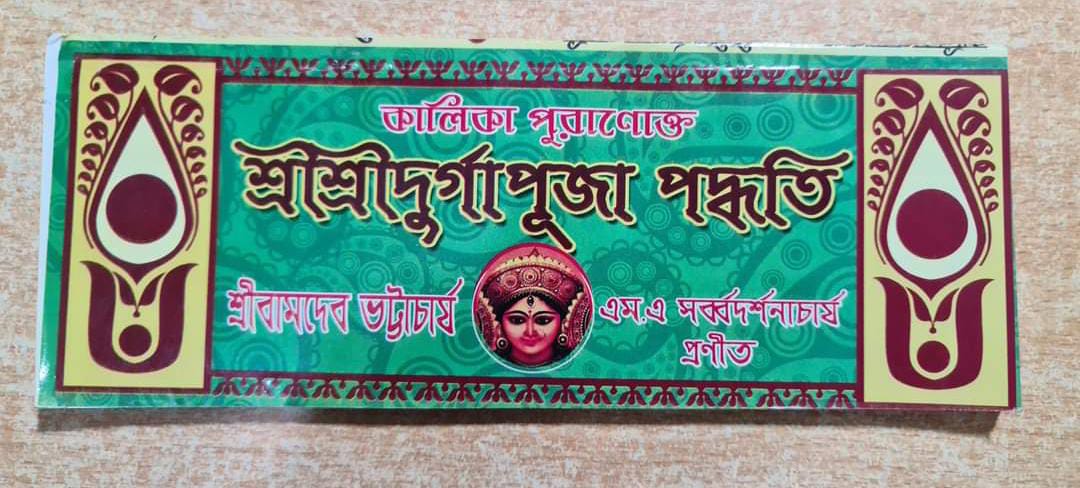 কালিকা পুরাণোক্ত
শ্রীশ্রীদুর্গাপূজা পদ্ধতি
শ্রীবামদেব ভট্টাচার্য্য এম.এ সর্ব্বদর্শনাচার্য্য
প্রণীত